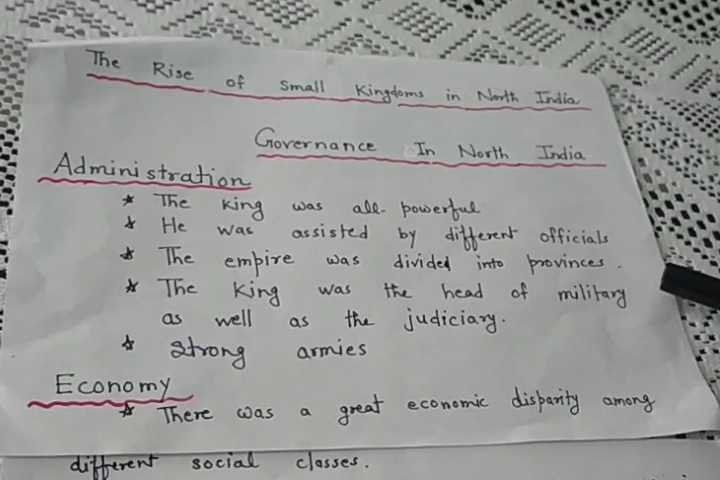 The Rise of Small Kingdoms in North India
Governance In North India
Administration
* The King was all-powerful
* He was assisted by different officials
* The empire was divided into provinces.
* The King was the head of military
as well as the judiciary.
* Strong armies
Economy
* There was a great economic disparity among
different social classes.